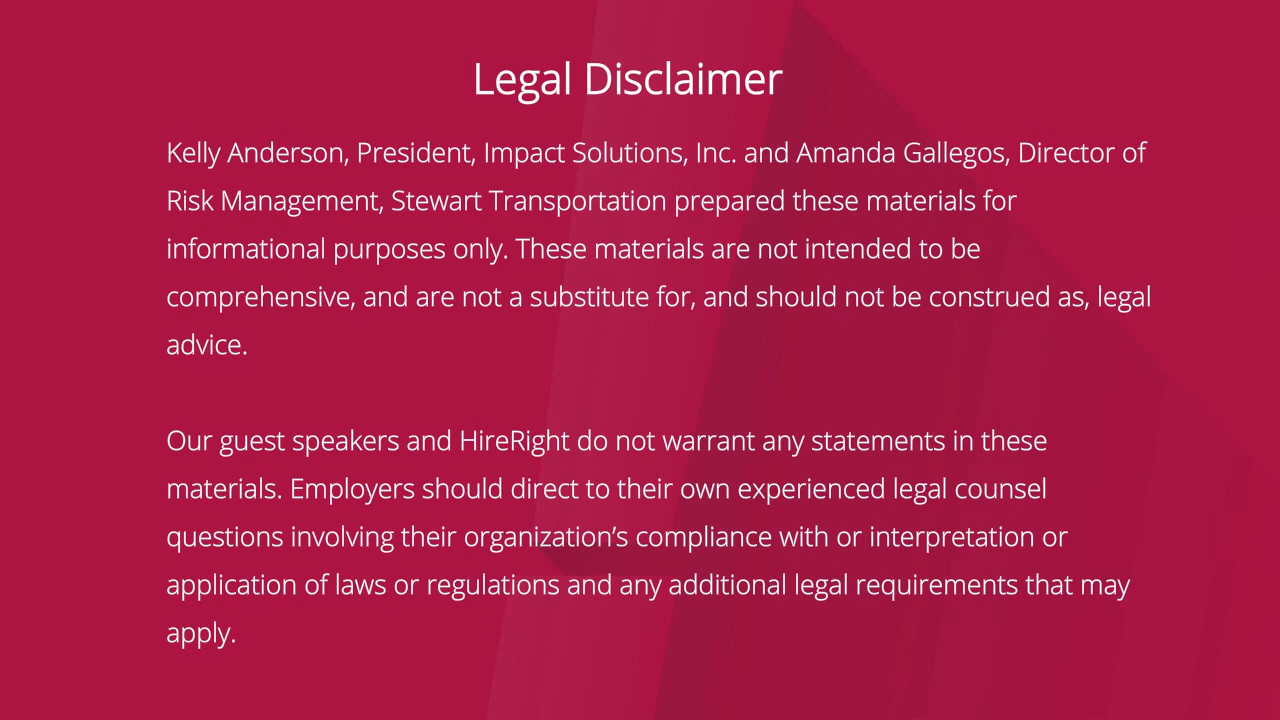 Legal Disclaimer
Kelly Anderson, President, Impact Solutions, Inc. and Amanda Gallegos, Director of
Risk Management, Stewart Transportation prepared these materials for
informational purposes only. These materials are not intended to be
comprehensive, and are not a substitute for, and should not be construed as, legal
advice.
Our guest speakers and HireRight do not warrant any statements in these
materials. Employers should direct to their own experienced legal counsel
questions involving their organization’s compliance with or interpretation or
application of laws or regulations and any additional legal requirements that may
apply.